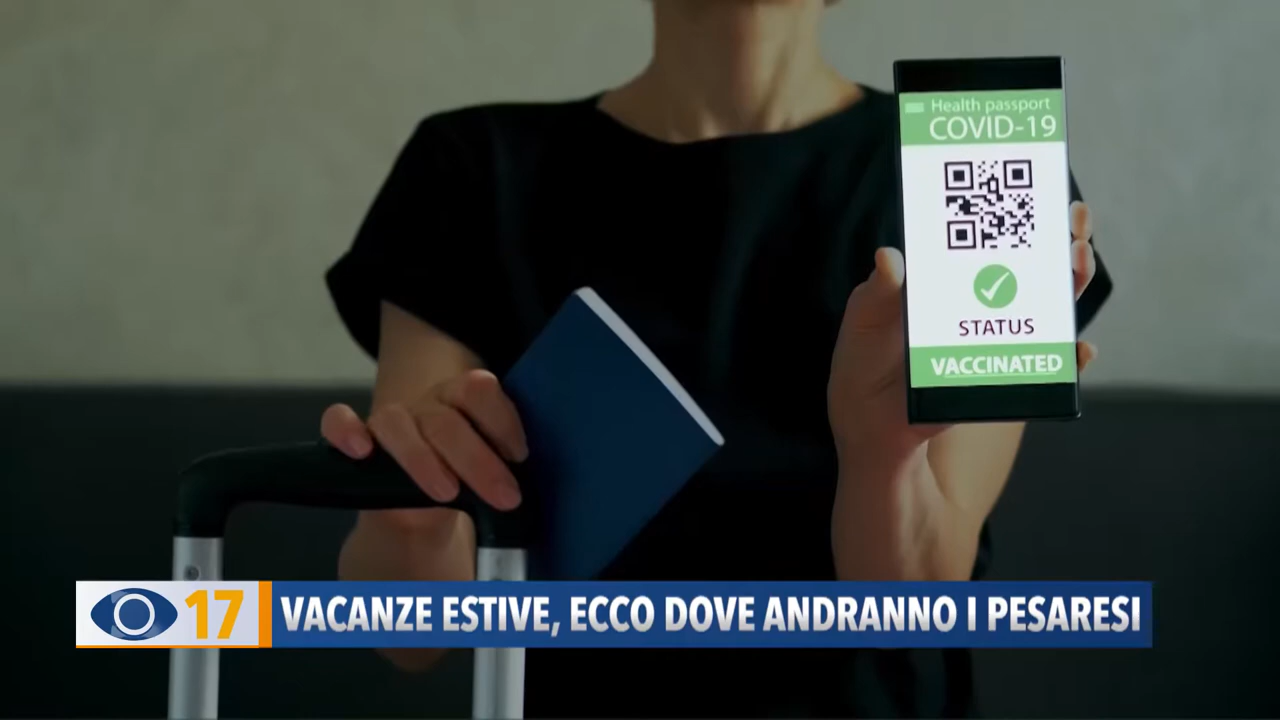 Health passport
COVID-19
STATUS
VACCINATED
17
VACANZE ESTIVE, ECCO DOVE ANDRANNO I PESARESI